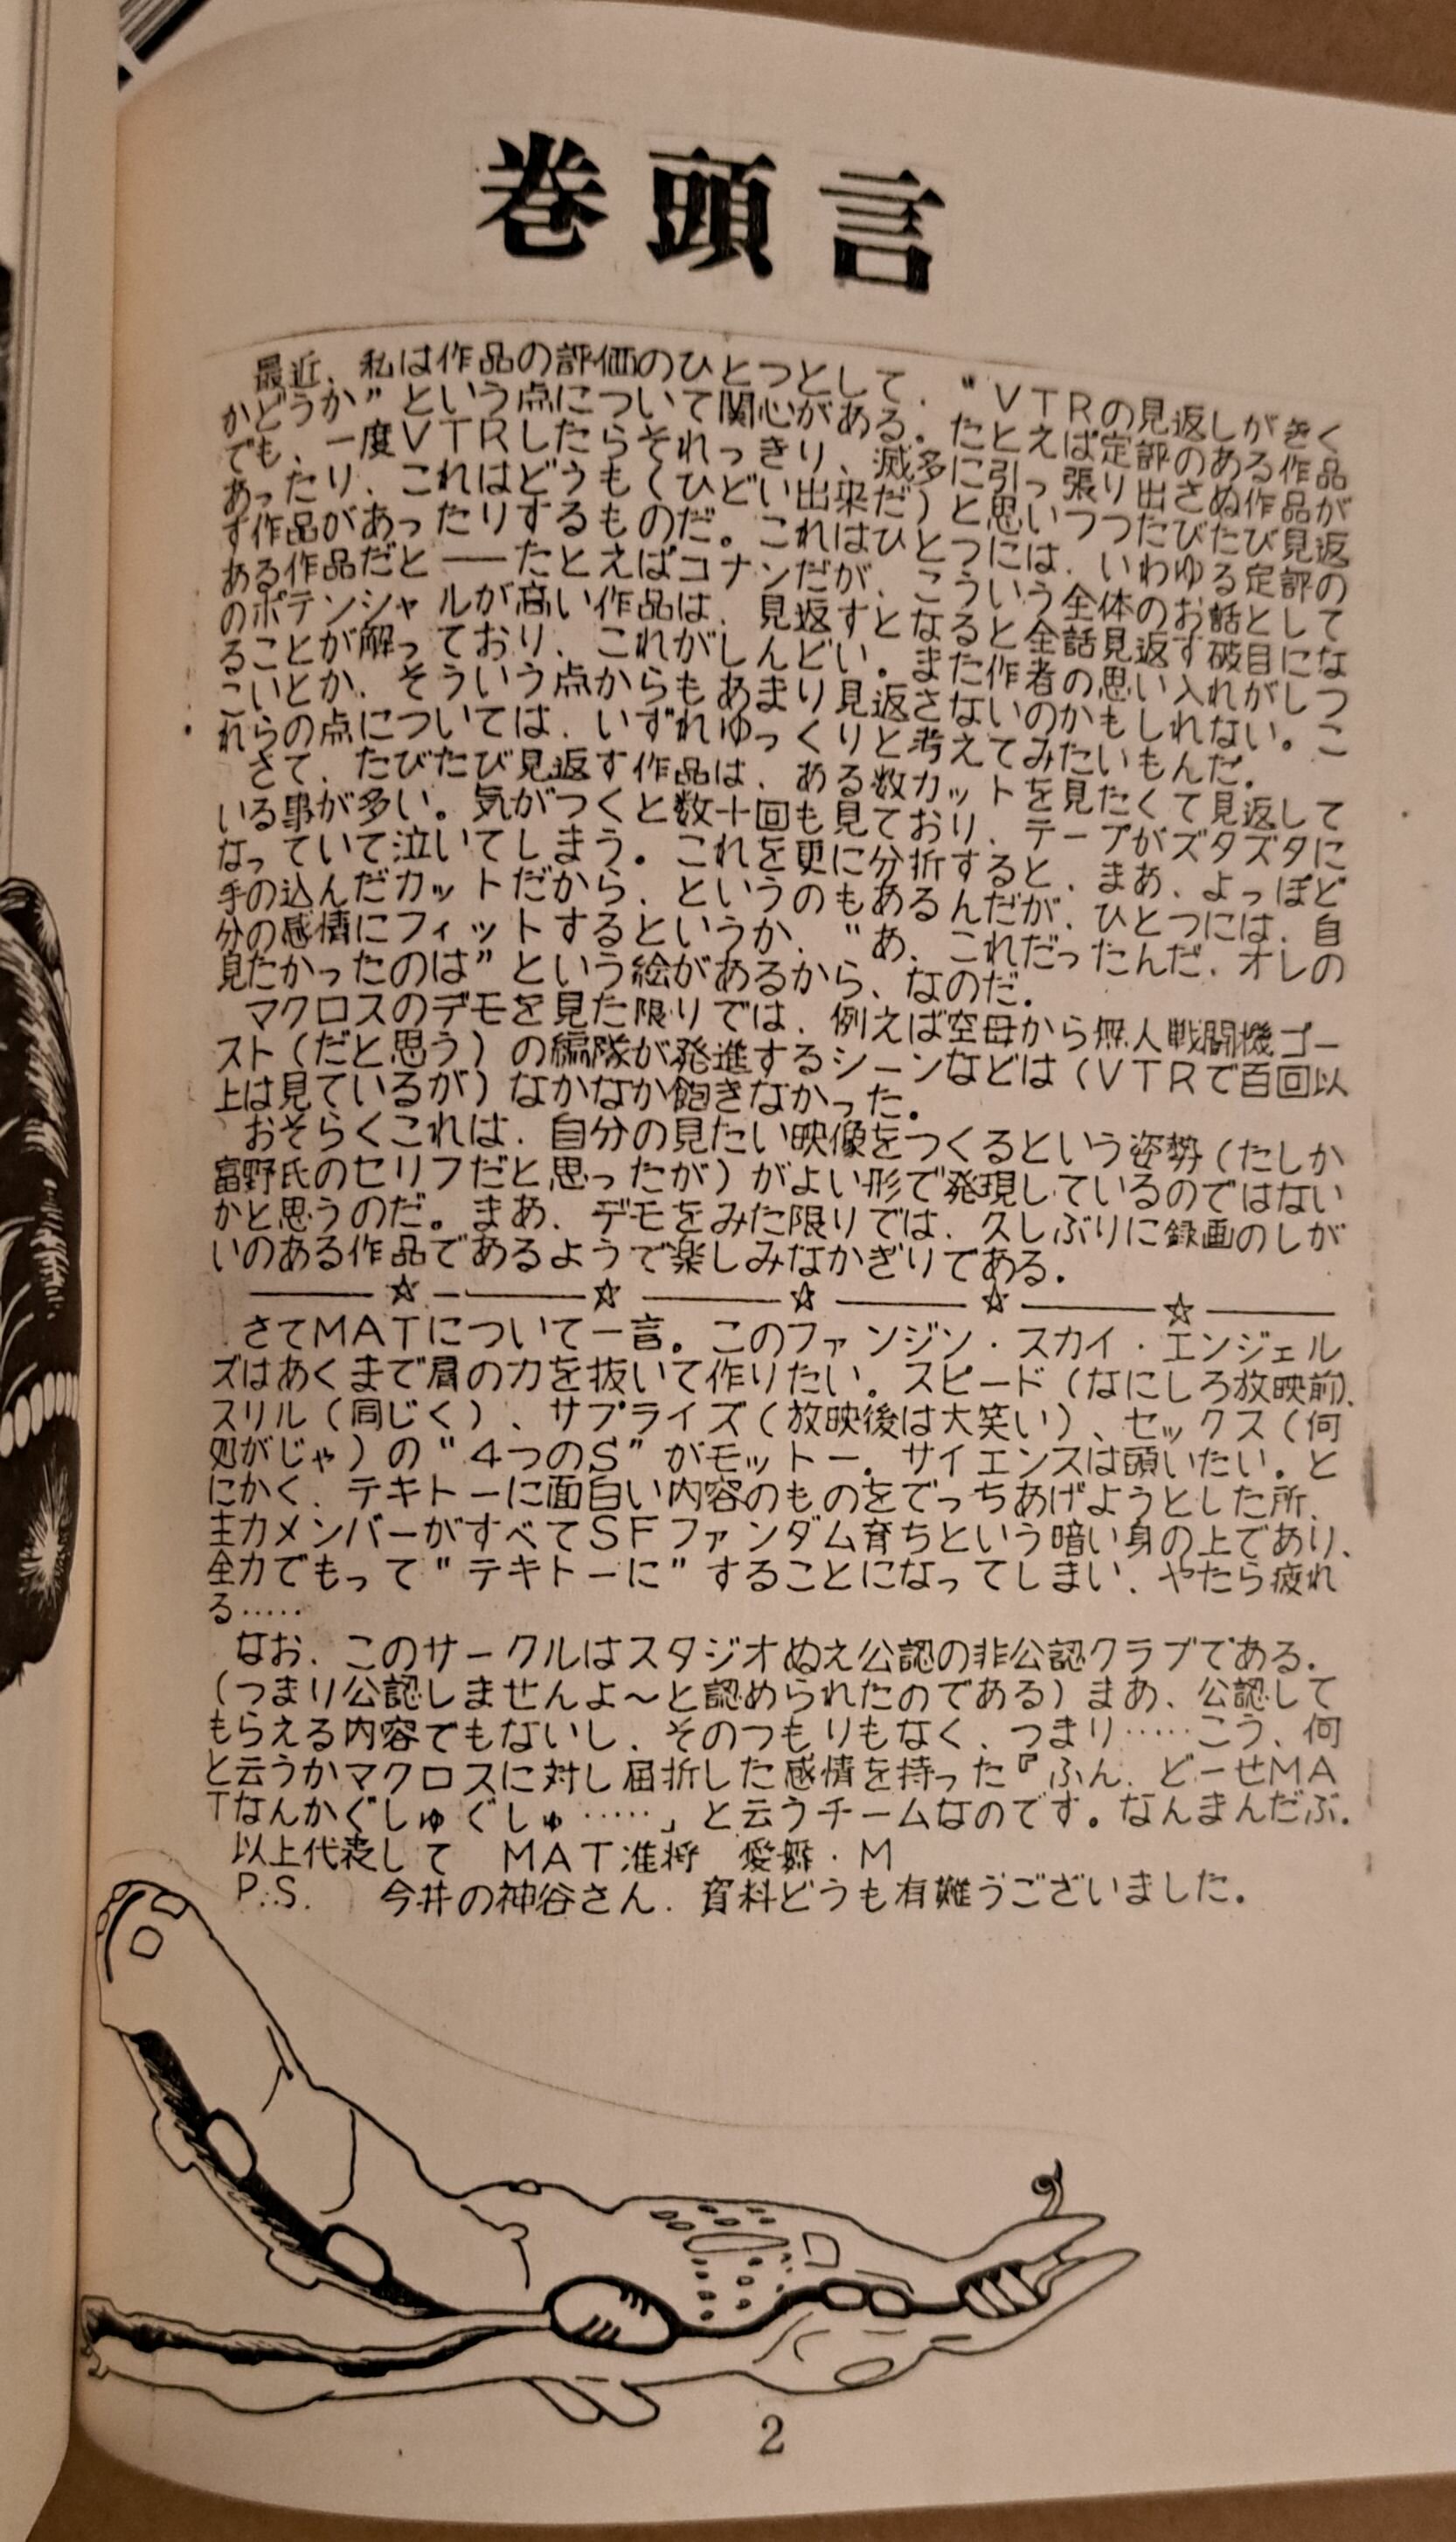 巻頭言
最近、私は作品の評価のひとつとして、“VTRの見返しがきく
かどうか”という点について関心がある。たとえば定評のある作品
でも、一度VTRしたらそれっきり、滅多に引っ張り出さぬ作品が
あったり、これはどうも（ひどい出来だ）と思いつつたびたび見返
す作品があったりするものだ。これはひとつには、いわゆる定評の
ある作品だと——たとえばコナンだが、こういう全体のお話として
のポテンシャルが高い作品は、見返すとなると全話見返す破目にな
ることが解っており、これがしんどい。また作者の思い入れがしつ
こいとか、そういう点からもあまり見返さないのかもしれない。こ
れらの点については、いずれゆっくりと考えてみたいもんだ。
さて、たびたび見返す作品は、ある数カットを見たくて見返して
いる事が多い。気がつくと数十回も見ており、テープがズタズタに
なっていて泣いてしまう。これを更に分折すると、まあ、よっぽど
手の込んだカットだから、というのもあるんだが、ひとつには、自
分の感情にフィットするというか、“あ、これだったんだ、オレの
見たかったのは”という絵があるから、なのだ。
マクロスのデモを見た限りでは、例えば空母から無人戦闘機ゴー
スト（だと思う）の編隊が発進するシーンなどは（VTRで百回以
上は見ているが）なかなか飽きなかった。
おそらくこれは、自分の見たい映像をつくるという姿勢（たしか
富野氏のセリフだと思ったが）がよい形で発現しているのではない
かと思うのだ。まあ、デモをみた限りでは、久しぶりに録画のしが
いのある作品であるようで楽しみなかぎりである。
——☆——☆——☆——☆——☆——
さてMATについて一言。このファンジン・スカイ・エンジェル
ズはあくまで肩の力を抜いて作りたい。スピード（なにしろ放映前）、
スリル（同じく）、サプライズ（放映後は大笑い）、セックス（何
処がじゃ）の“4つのS”がモットー。サイエンスは頭いたい。と
にかく、テキトーに面白い内容のものをでっちあげようとした所、
主力メンバーがすべてSFファンダム育ちという暗い身の上であり、
全力でもって“テキトーに”することになってしまい、やたら疲れ
る……
なお、このサークルはスタジオぬえ公認の非公認クラブである。
（つまり公認しませんよ〜と認められたのである）まあ、公認して
もらえる内容でもないし、そのつもりもなく、つまり……こう、何
と云うかマクロスに対し屈折した感情を持った『ふん、どーせMA
Tなんかぐしゅぐしゅ……」と云うチームなのです。なんまんだぶ。
以上代表して MAT准将 愛舞・M
P.S. 今井の神谷さん、資料どうも有難うございました。
2